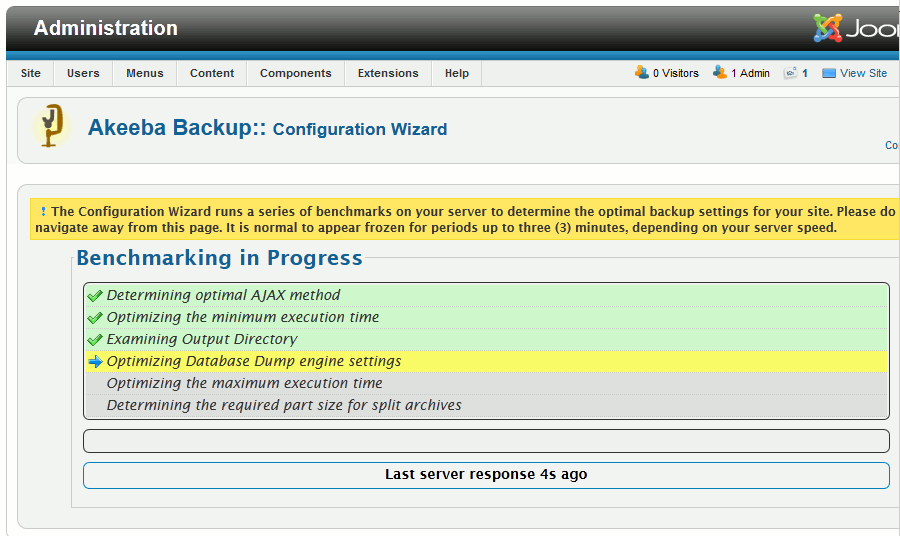 Administration
Joo
Site Users Menus Content Components Extensions Help 0 Visitors 1 Admin 1 View Site
Akeeba Backup:: Configuration Wizard
Co
! The Configuration Wizard runs a series of benchmarks on your server to determine the optimal backup settings for your site. Please do
navigate away from this page. It is normal to appear frozen for periods up to three (3) minutes, depending on your server speed.
Benchmarking in Progress
Determining optimal AJAX method
Optimizing the minimum execution time
Examining Output Directory
Optimizing Database Dump engine settings
Optimizing the maximum execution time
Determining the required part size for split archives
Last server response 4s ago